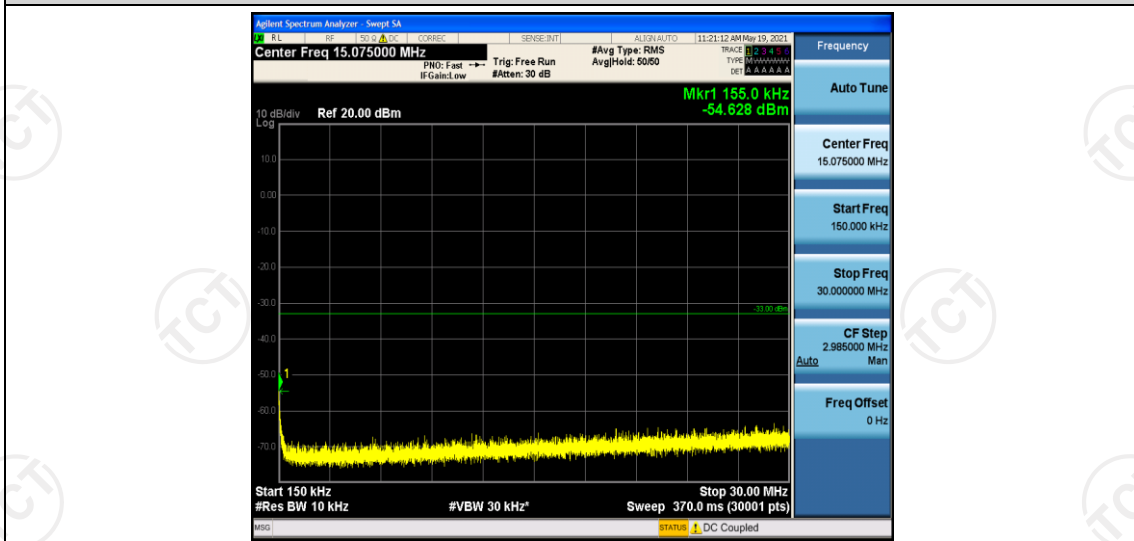 Agilent Spectrum Analyzer - Swept SA
RL RF 50 Ω DC CORREC SENSE:INT ALIGN AUTO 11:21:12 AM May 19, 2021
Center Freq 15.075000 MHz
PNO: Fast
IFGain:Low
Trig: Free Run
#Atten: 30 dB
#Avg Type: RMS
Avg|Hold: 50/50
TRACE 1 2 3 4 5 6
TYPE M
DET A A A A A A
Mkr1 155.0 kHz
-54.628 dBm
10 dB/div Ref 20.00 dBm
Log
10.0
0.00
-10.0
-20.0
-30.0
-33.00 dBm
-40.0
-50.0
1
-60.0
-70.0
Start 150 kHz Stop 30.00 MHz
#Res BW 10 kHz #VBW 30 kHz* Sweep 370.0 ms (30001 pts)
MSG STATUS DC Coupled
Frequency
Auto Tune
Center Freq
15.075000 MHz
Start Freq
150.000 kHz
Stop Freq
30.000000 MHz
CF Step
2.985000 MHz
Auto Man
Freq Offset
0 Hz
TCT
TCT
TCT
TCT
TCT
TCT